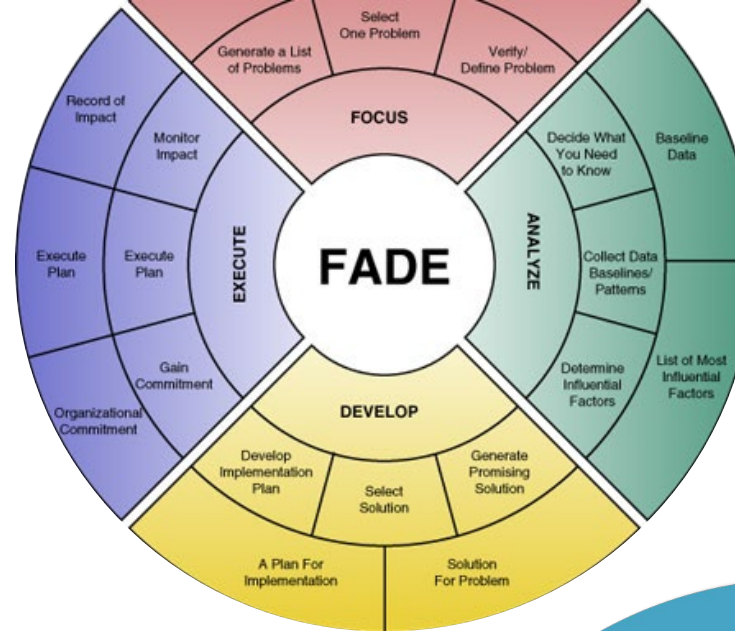 Select
One Problem
Generate a List
of Problems
Verify/
Define Problem
FOCUS
Record of
Impact
Monitor
Impact
Decide What
You Need
to Know
Baseline
Data
EXECUTE
FADE
ANALYZE
Execute
Plan
Execute
Plan
Collect Data
Baselines/
Patterns
Gain
Commitment
Organizational
Commitment
Determine
Influential
Factors
List of Most
Influential
Factors
DEVELOP
Develop
Implementation
Plan
Select
Solution
Generate
Promising
Solution
A Plan For
Implementation
Solution
For Problem